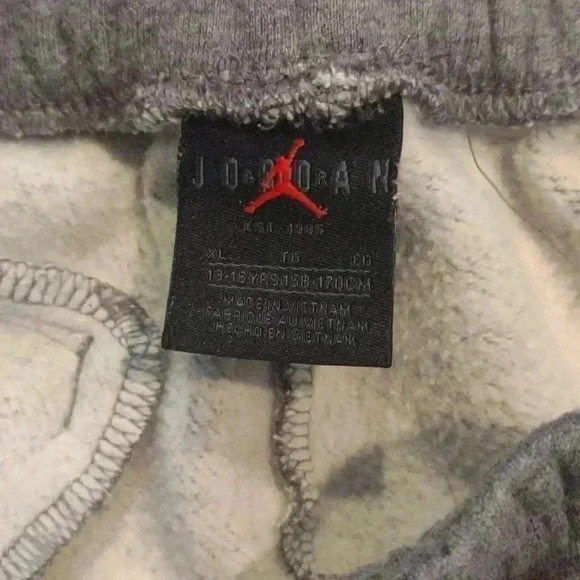 JORDAN
AIR
EST. 1985
XL TG EG
13-15YRS 158-170CM
MADE IN VIETNAM
FABRIQUÉ AU VIETNAM
HECHO EN VIETNAM